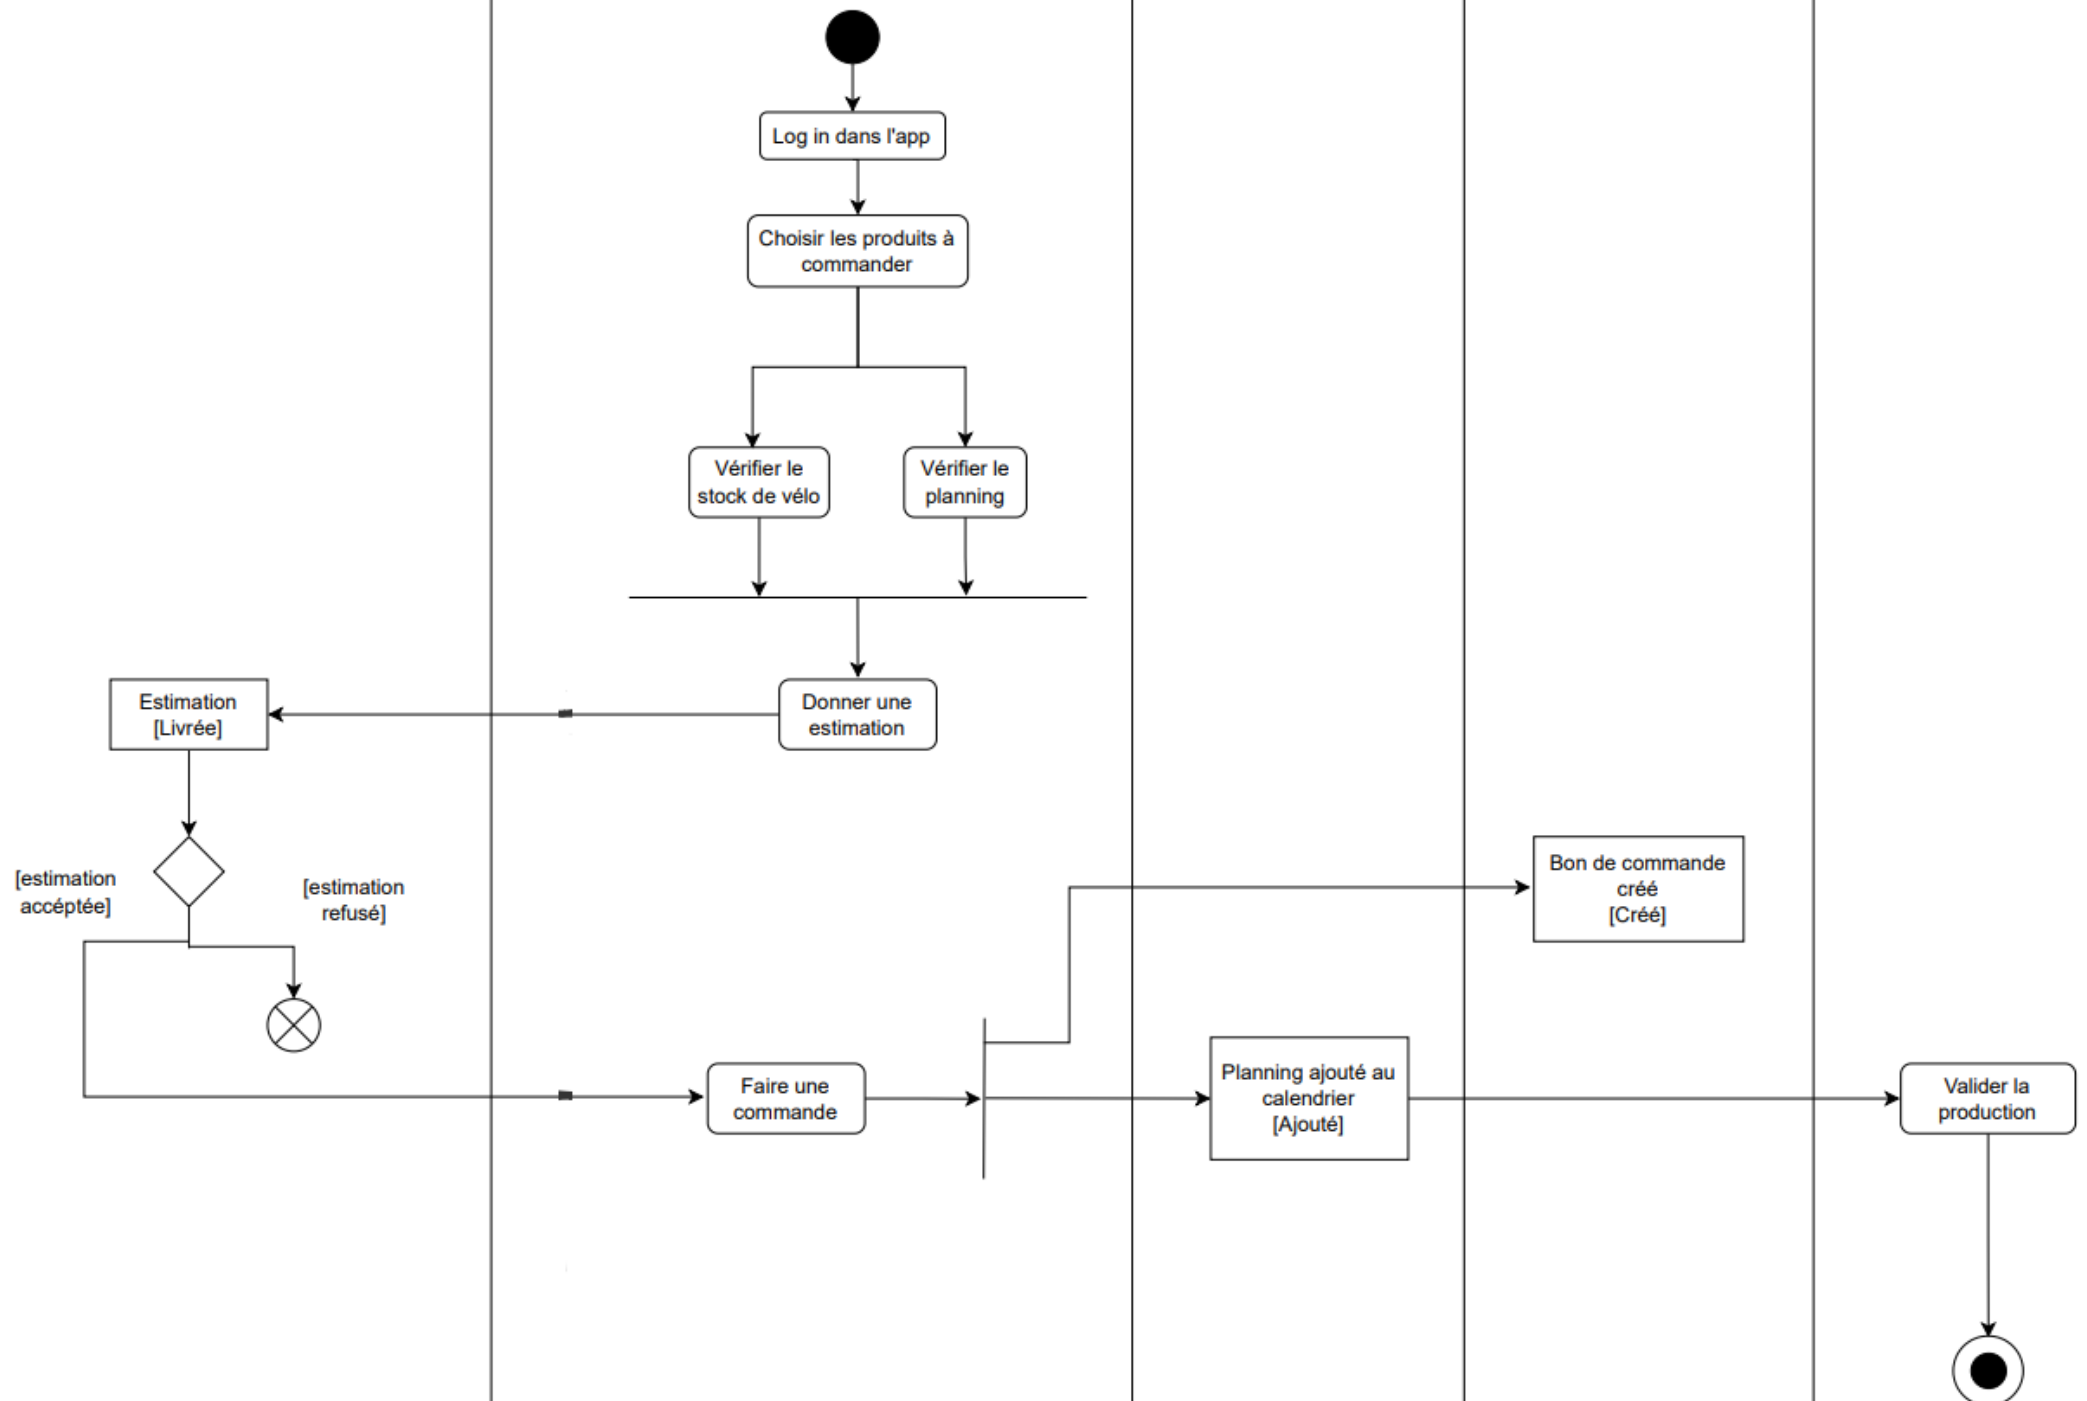 Log in dans l'app
Choisir les produits à
commander
Vérifier le
stock de vélo
Vérifier le
planning
Donner une
estimation
Estimation
[Livrée]
[estimation
accéptée]
[estimation
refusé]
Bon de commande
créé
[Créé]
Faire une
commande
Planning ajouté au
calendrier
[Ajouté]
Valider la
production